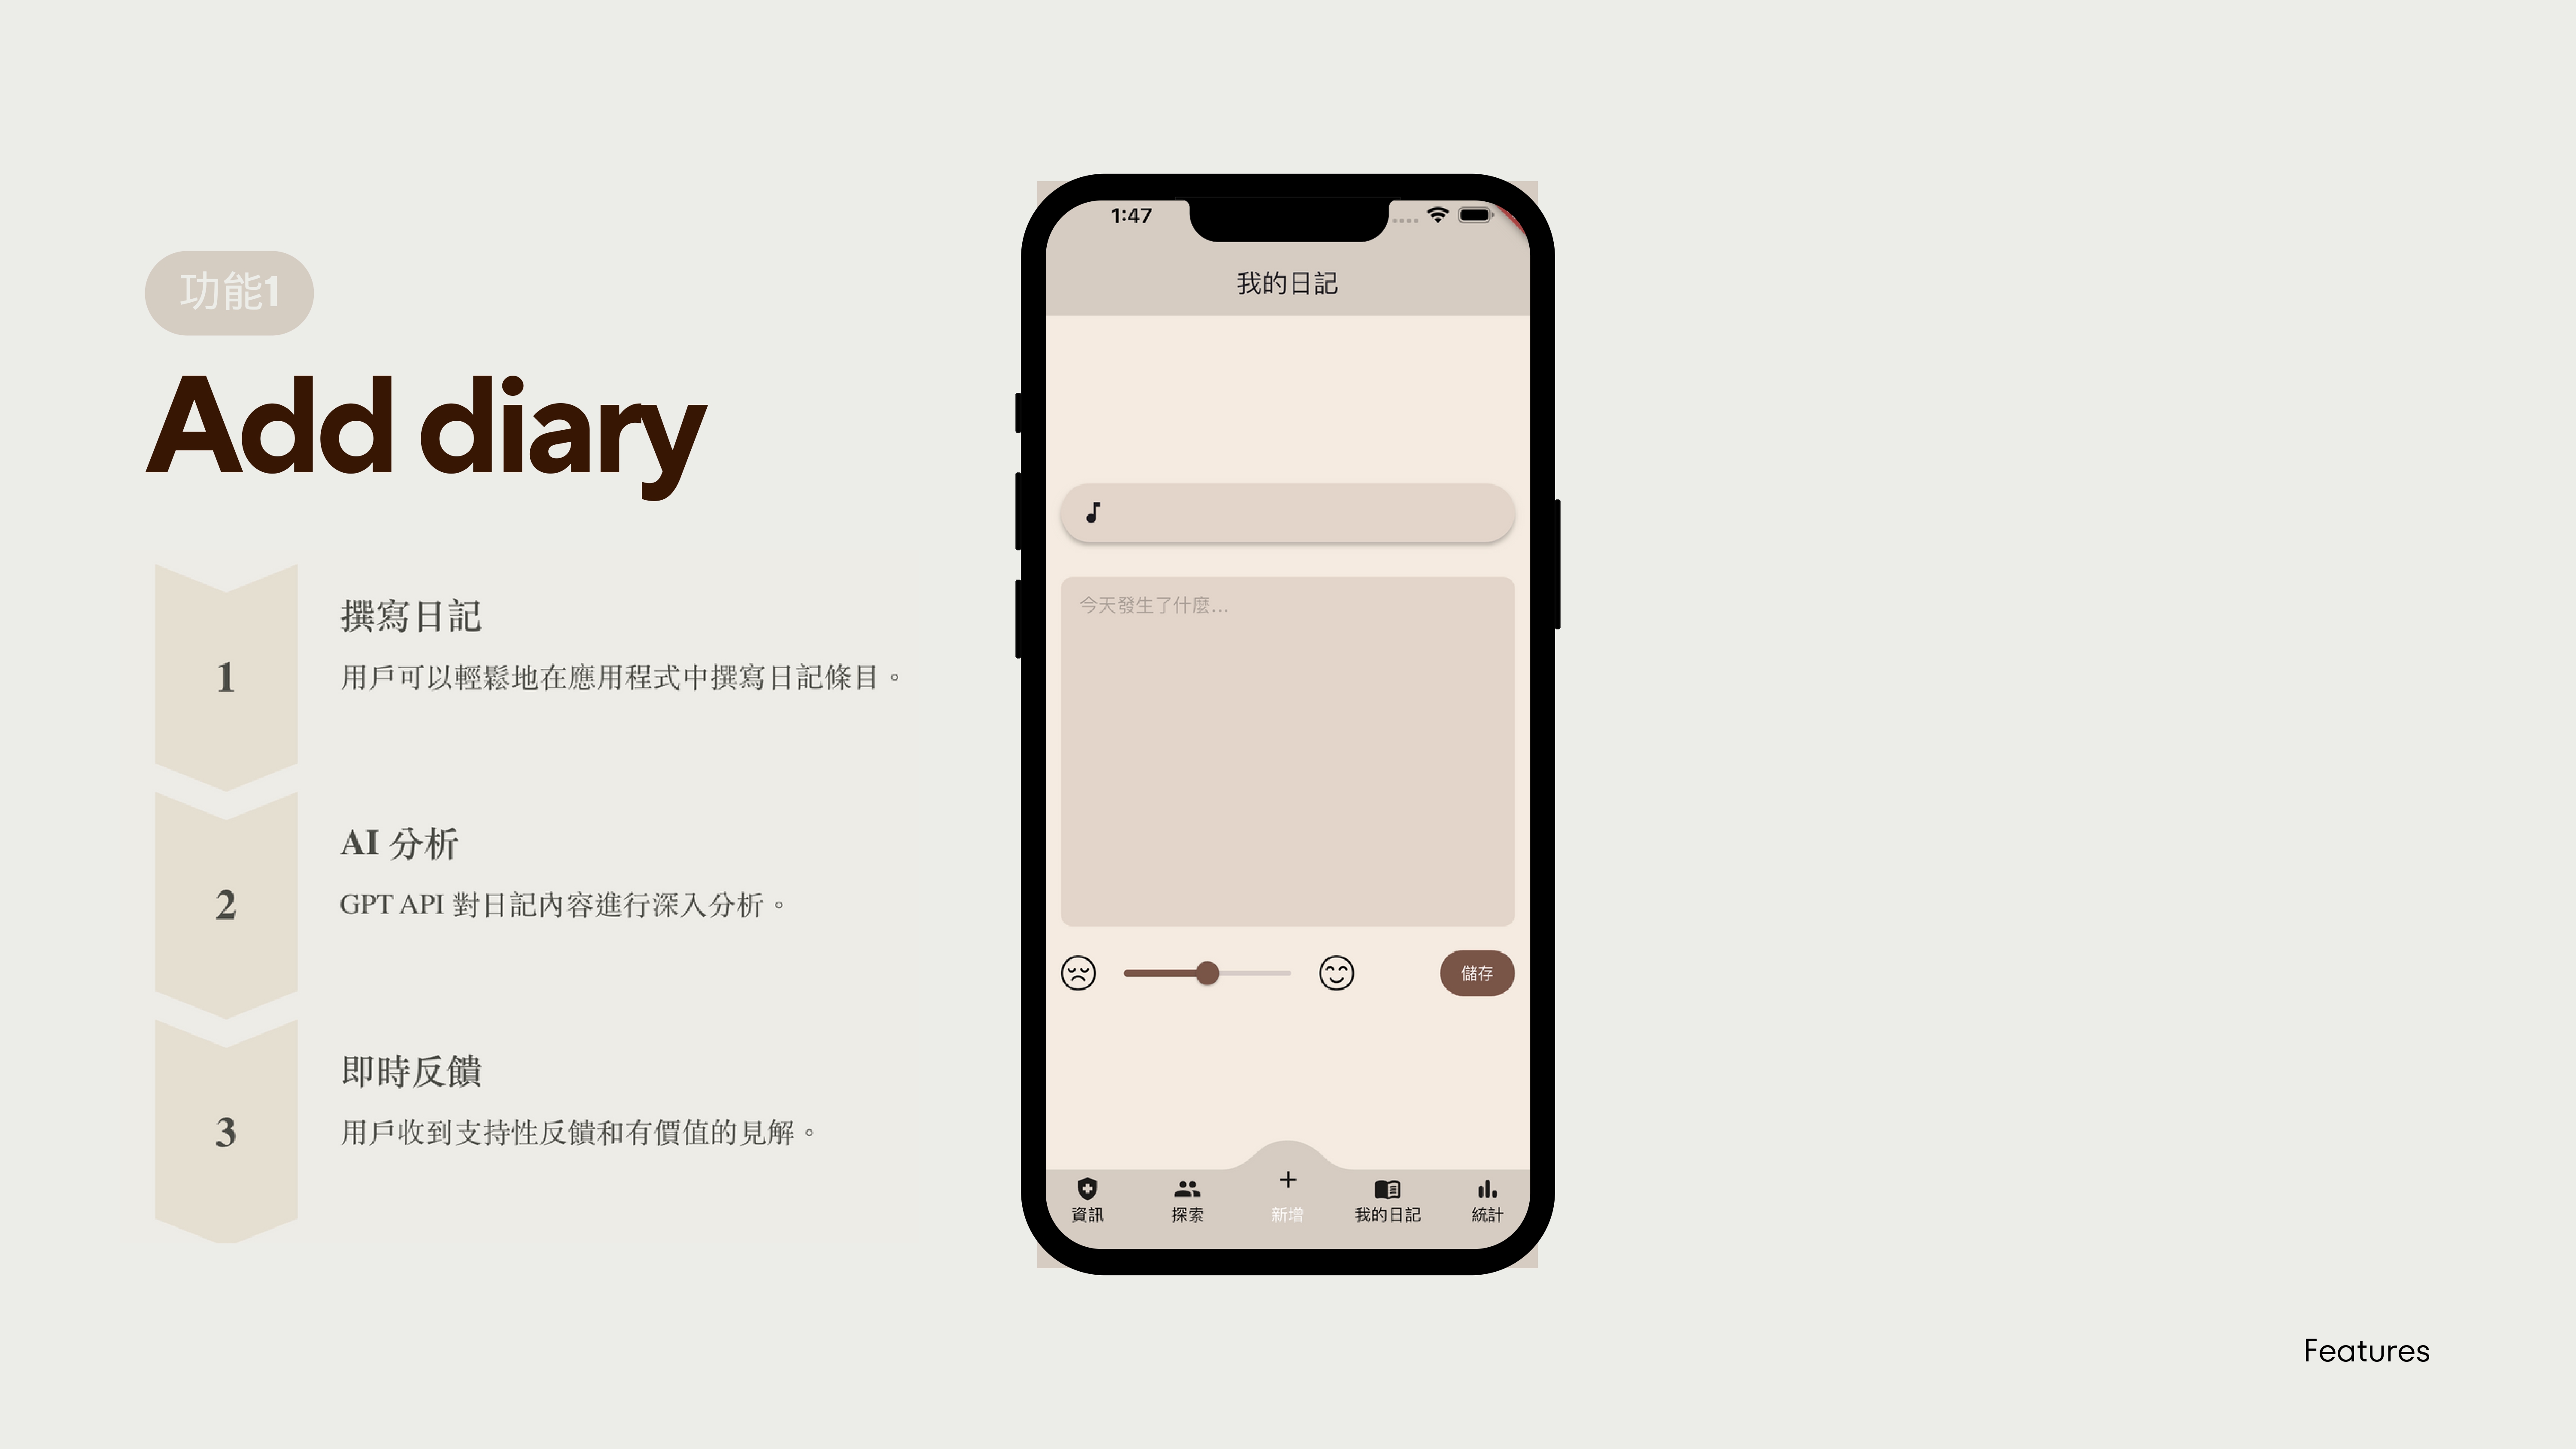 功能1
Add diary
1
撰寫日記
用戶可以輕鬆地在應用程式中撰寫日記條目。
2
AI 分析
GPT API 對日記內容進行深入分析。
3
即時反饋
用戶收到支持性反饋和有價值的見解。
1:47
我的日記
今天發生了什麼...
儲存
資訊
探索
新增
我的日記
統計
Features